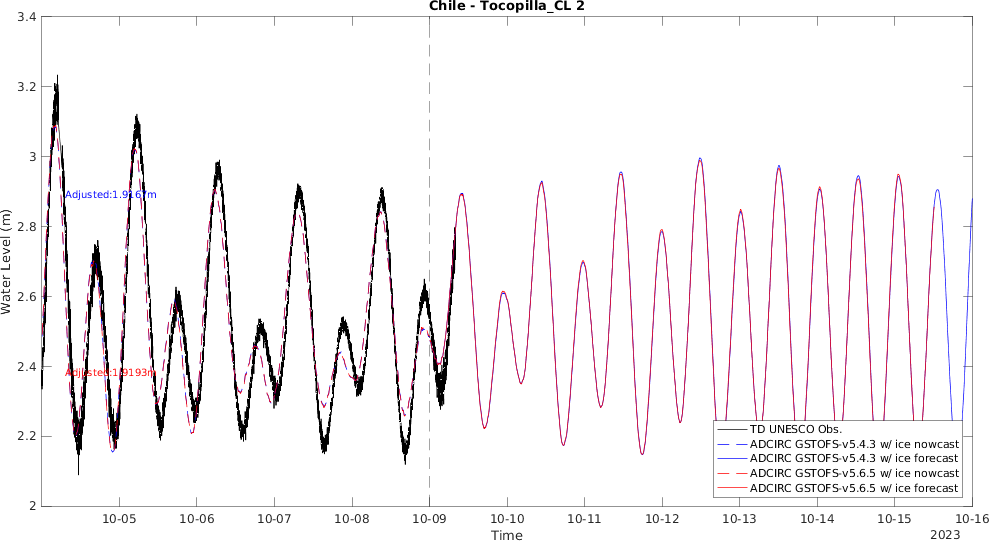 Chile - Tocopilla_CL 2
3.4
3.2
3
2.8
2.6
2.4
2.2
2
Water Level (m)
Adjusted:1.9167m
Adjusted:1.9193m
TD UNESCO Obs.
ADCIRC GSTOFS-v5.4.3 w/ ice nowcast
ADCIRC GSTOFS-v5.4.3 w/ ice forecast
ADCIRC GSTOFS-v5.6.5 w/ ice nowcast
ADCIRC GSTOFS-v5.6.5 w/ ice forecast
10-05 10-06 10-07 10-08 10-09 10-10 10-11 10-12 10-13 10-14 10-15 10-16
Time
2023